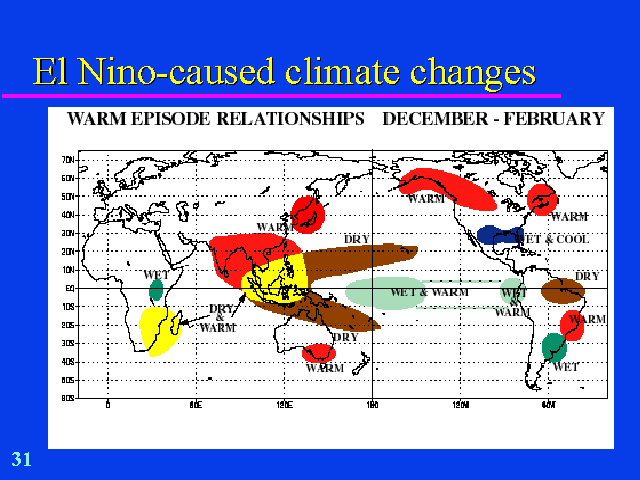 El Nino-caused climate changes
WARM EPISODE RELATIONSHIPS DECEMBER - FEBRUARY
70N
60N
50N
40N
30N
20N
10N
EQ
10S
20S
30S
40S
50S
60S
0
60E
120E
180
120W
60W
WARM
WARM
WARM
WARM
DRY
WET & COOL
WET
DRY
WET & WARM
WET
&
WARM
DRY
&
WARM
WARM
DRY
WARM
WET
31